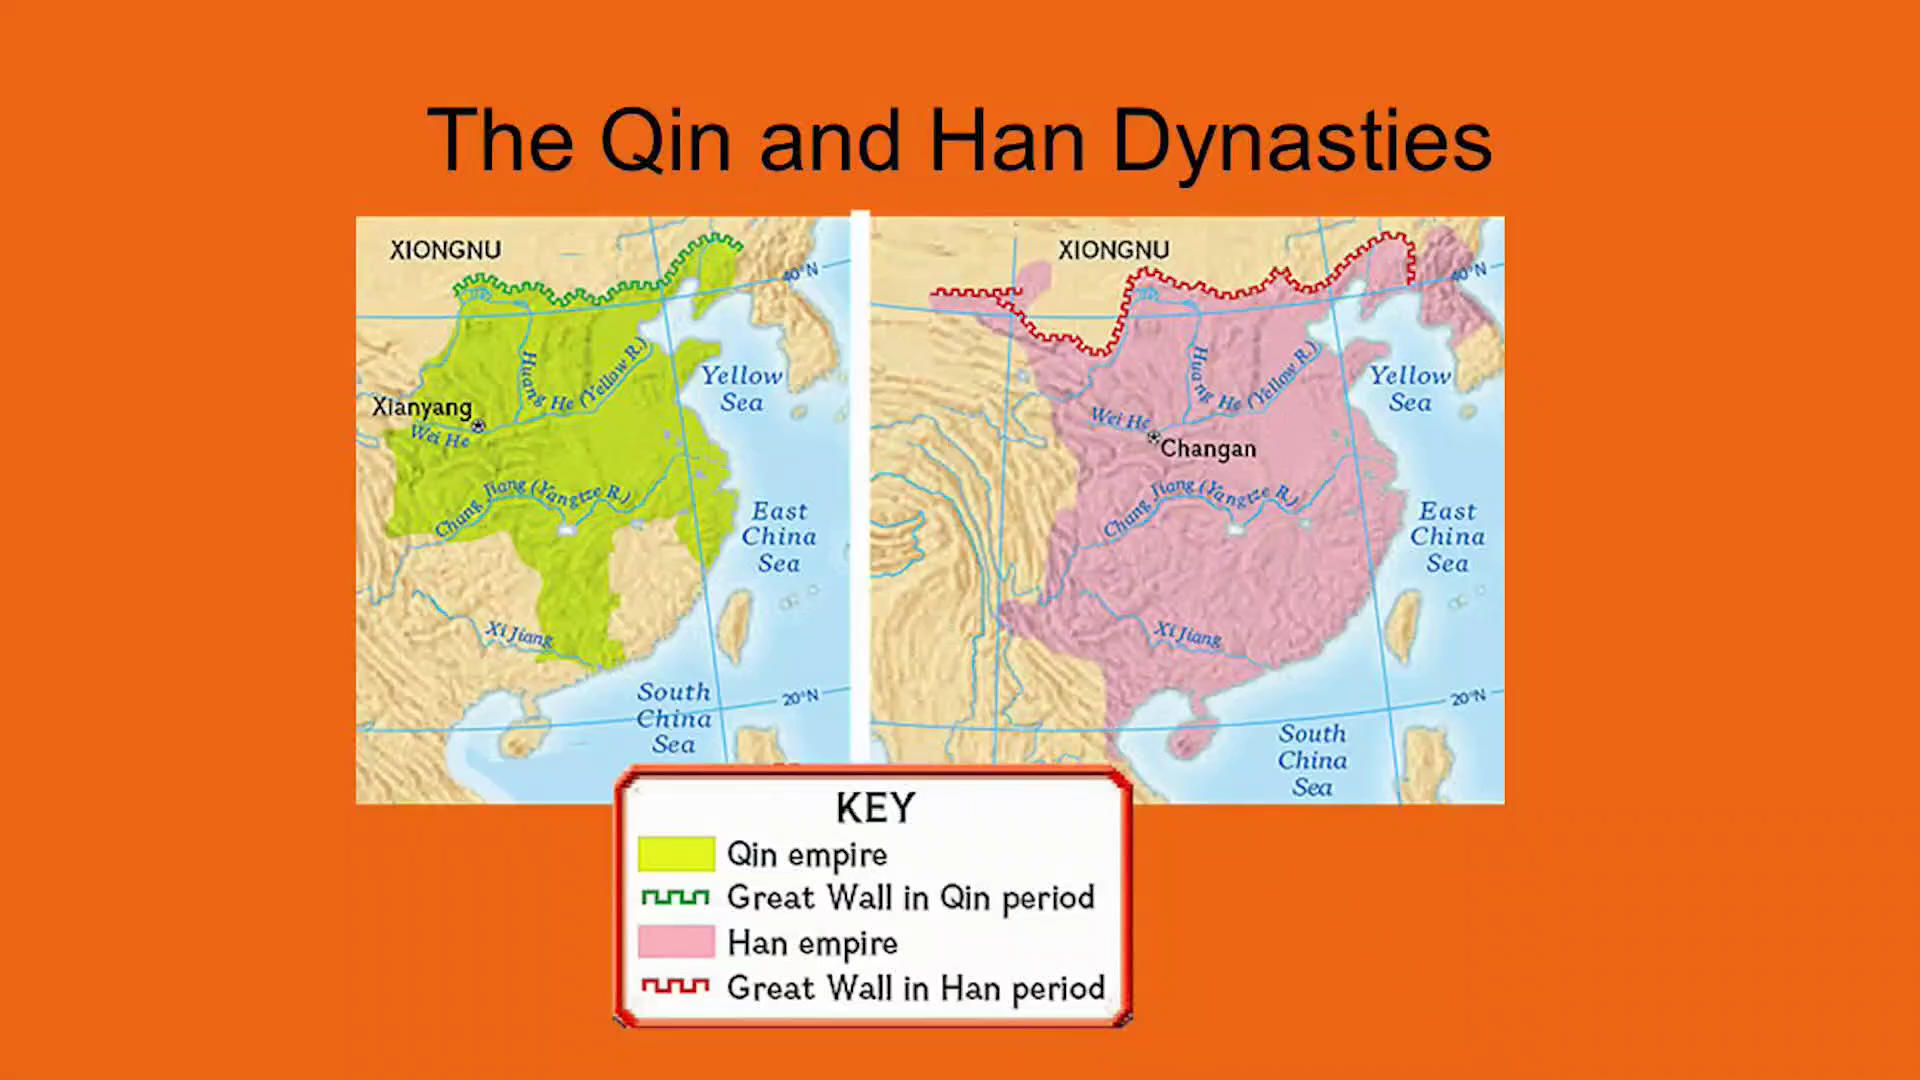 The Qin and Han Dynasties
XIONGNU
40°N
Huang He (Yellow R.)
Yellow
Sea
Xianyang
Wei He
Chang Jiang (Yangtze R.)
East
China
Sea
Xi Jiang
South
China
Sea
20°N
XIONGNU
40°N
Huang He (Yellow R.)
Yellow
Sea
Wei He
Changan
Chang Jiang (Yangtze R.)
East
China
Sea
Xi Jiang
20°N
South
China
Sea
KEY
Qin empire
Great Wall in Qin period
Han empire
Great Wall in Han period